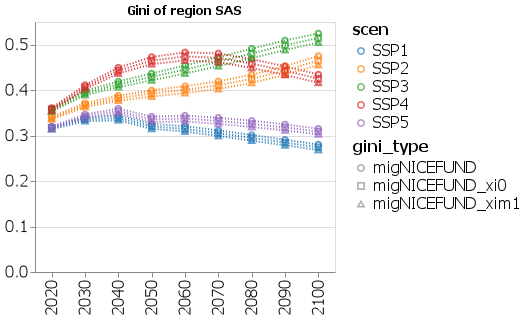 Gini of region SAS
0.5
0.4
0.3
0.2
0.1
0.0
2020
2030
2040
2050
2060
2070
2080
2090
2100
scen
SSP1
SSP2
SSP3
SSP4
SSP5
gini_type
migNICEFUND
migNICEFUND_xi0
migNICEFUND_xim1